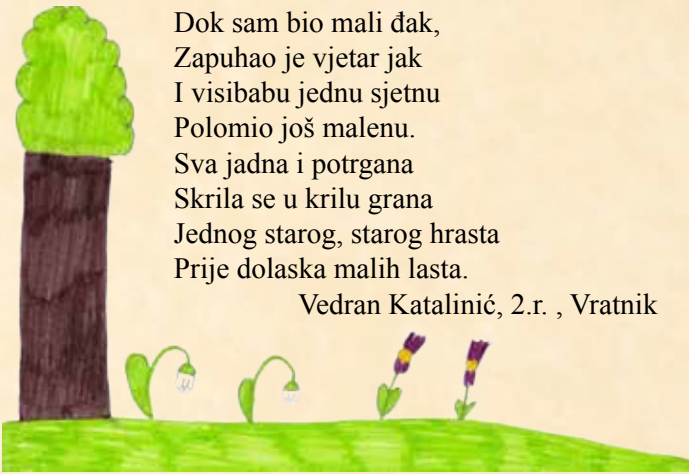 Dok sam bio mali đak,
Zapuhao je vjetar jak
I visibabu jednu sjetnu
Polomio još malenu.
Sva jadna i potrgana
Skrila se u krilu grana
Jednog starog, starog hrasta
Prije dolaska malih lasta.
Vedran Katalinić, 2.r. , Vratnik